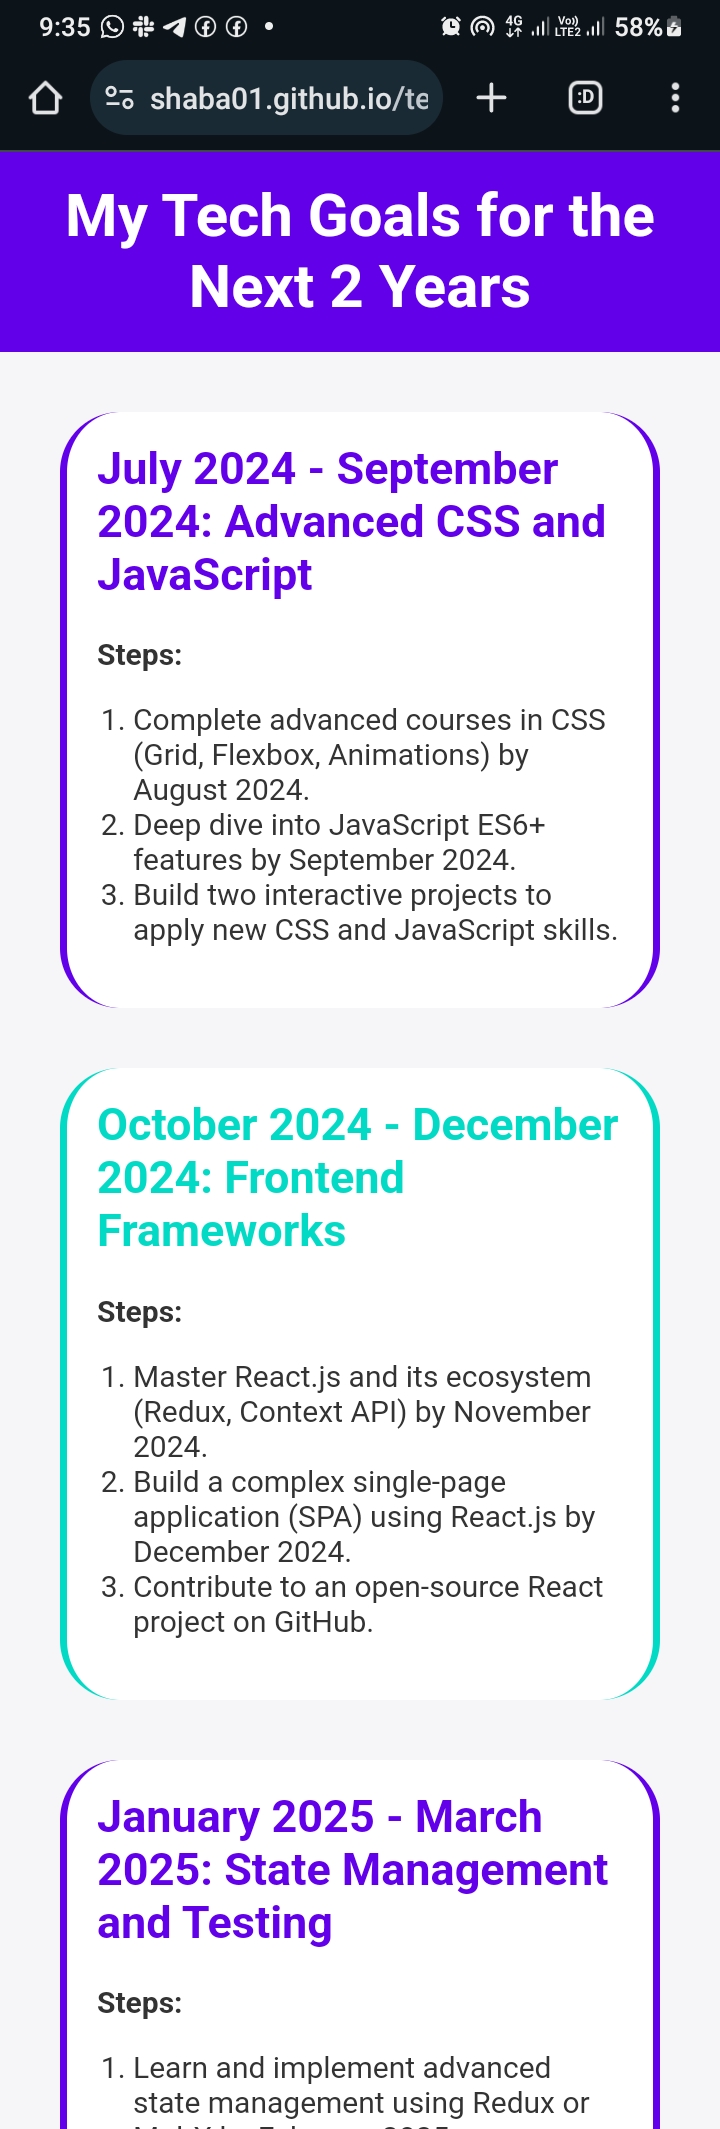 9:35
4G
Vo))
LTE2
58%
shaba01.github.io/te
:D
My Tech Goals for the
Next 2 Years
July 2024 - September
2024: Advanced CSS and
JavaScript
Steps:
1. Complete advanced courses in CSS
(Grid, Flexbox, Animations) by
August 2024.
2. Deep dive into JavaScript ES6+
features by September 2024.
3. Build two interactive projects to
apply new CSS and JavaScript skills.
October 2024 - December
2024: Frontend
Frameworks
Steps:
1. Master React.js and its ecosystem
(Redux, Context API) by November
2024.
2. Build a complex single-page
application (SPA) using React.js by
December 2024.
3. Contribute to an open-source React
project on GitHub.
January 2025 - March
2025: State Management
and Testing
Steps:
1. Learn and implement advanced
state management using Redux or